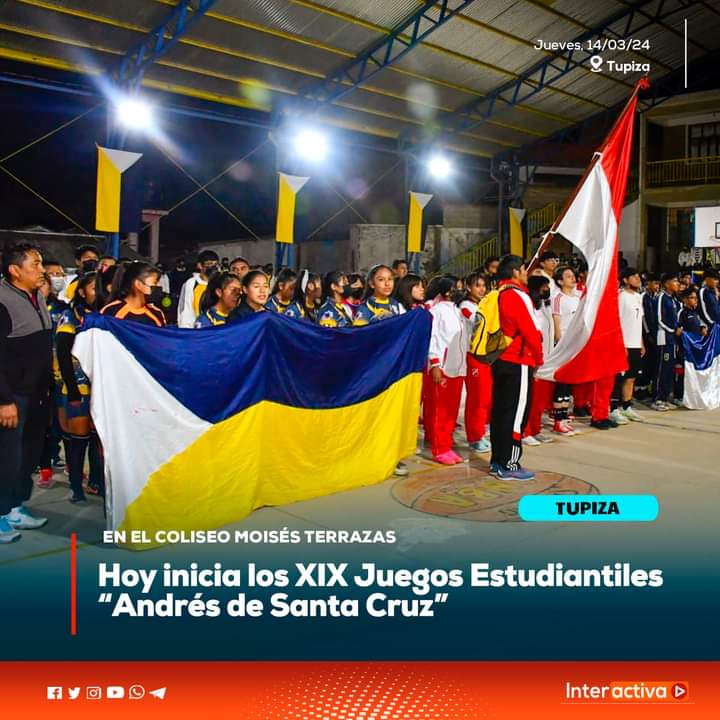 Jueves, 14/03/24
Tupiza
TUPIZA
EN EL COLISEO MOISÉS TERRAZAS
Hoy inicia los XIX Juegos Estudiantiles
“Andrés de Santa Cruz”
Interactiva